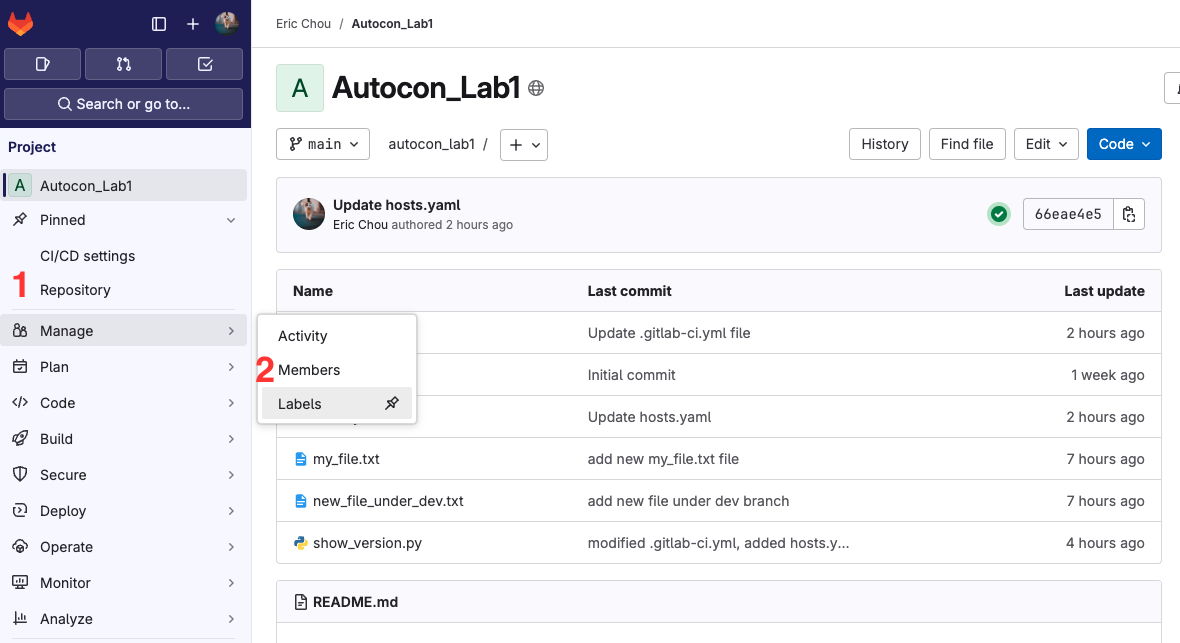 Search or go to...
Project
A Autocon_Lab1
Pinned
CI/CD settings
1
Repository
Manage
Plan
Code
Build
Secure
Deploy
Operate
Monitor
Analyze
Activity
2
Members
Labels
Eric Chou / Autocon_Lab1
A Autocon_Lab1
main autocon_lab1 / + History Find file Edit Code
Update hosts.yaml
Eric Chou authored 2 hours ago
66eae4e5
Name Last commit Last update
Update .gitlab-ci.yml file 2 hours ago
Initial commit 1 week ago
Update hosts.yaml 2 hours ago
my_file.txt add new my_file.txt file 7 hours ago
new_file_under_dev.txt add new file under dev branch 7 hours ago
show_version.py modified .gitlab-ci.yml, added hosts.y... 4 hours ago
README.md